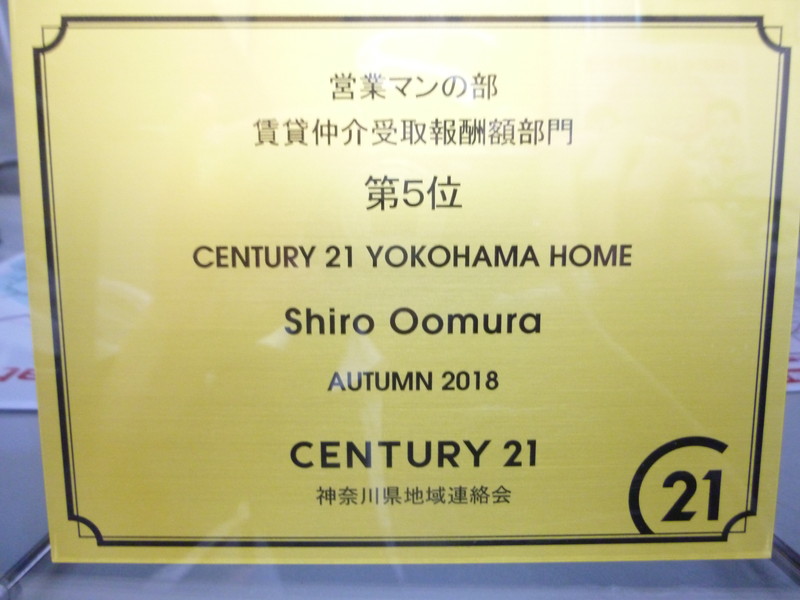 営業マンの部
賃貸仲介受取報酬額部門
第5位
CENTURY 21 YOKOHAMA HOME
Shiro Oomura
AUTUMN 2018
CENTURY 21
神奈川県地域連絡会
21